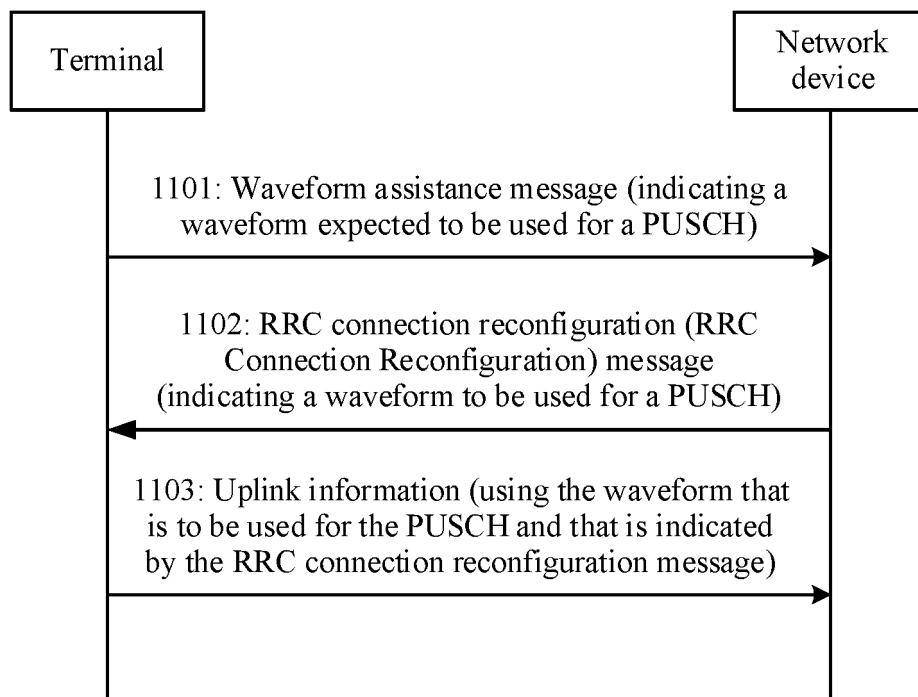 Terminal
Network
device
1101: Waveform assistance message (indicating a
waveform expected to be used for a PUSCH)
1102: RRC connection reconfiguration (RRC
Connection Reconfiguration) message
(indicating a waveform to be used for a PUSCH)
1103: Uplink information (using the waveform that
is to be used for the PUSCH and that is indicated
by the RRC connection reconfiguration message)